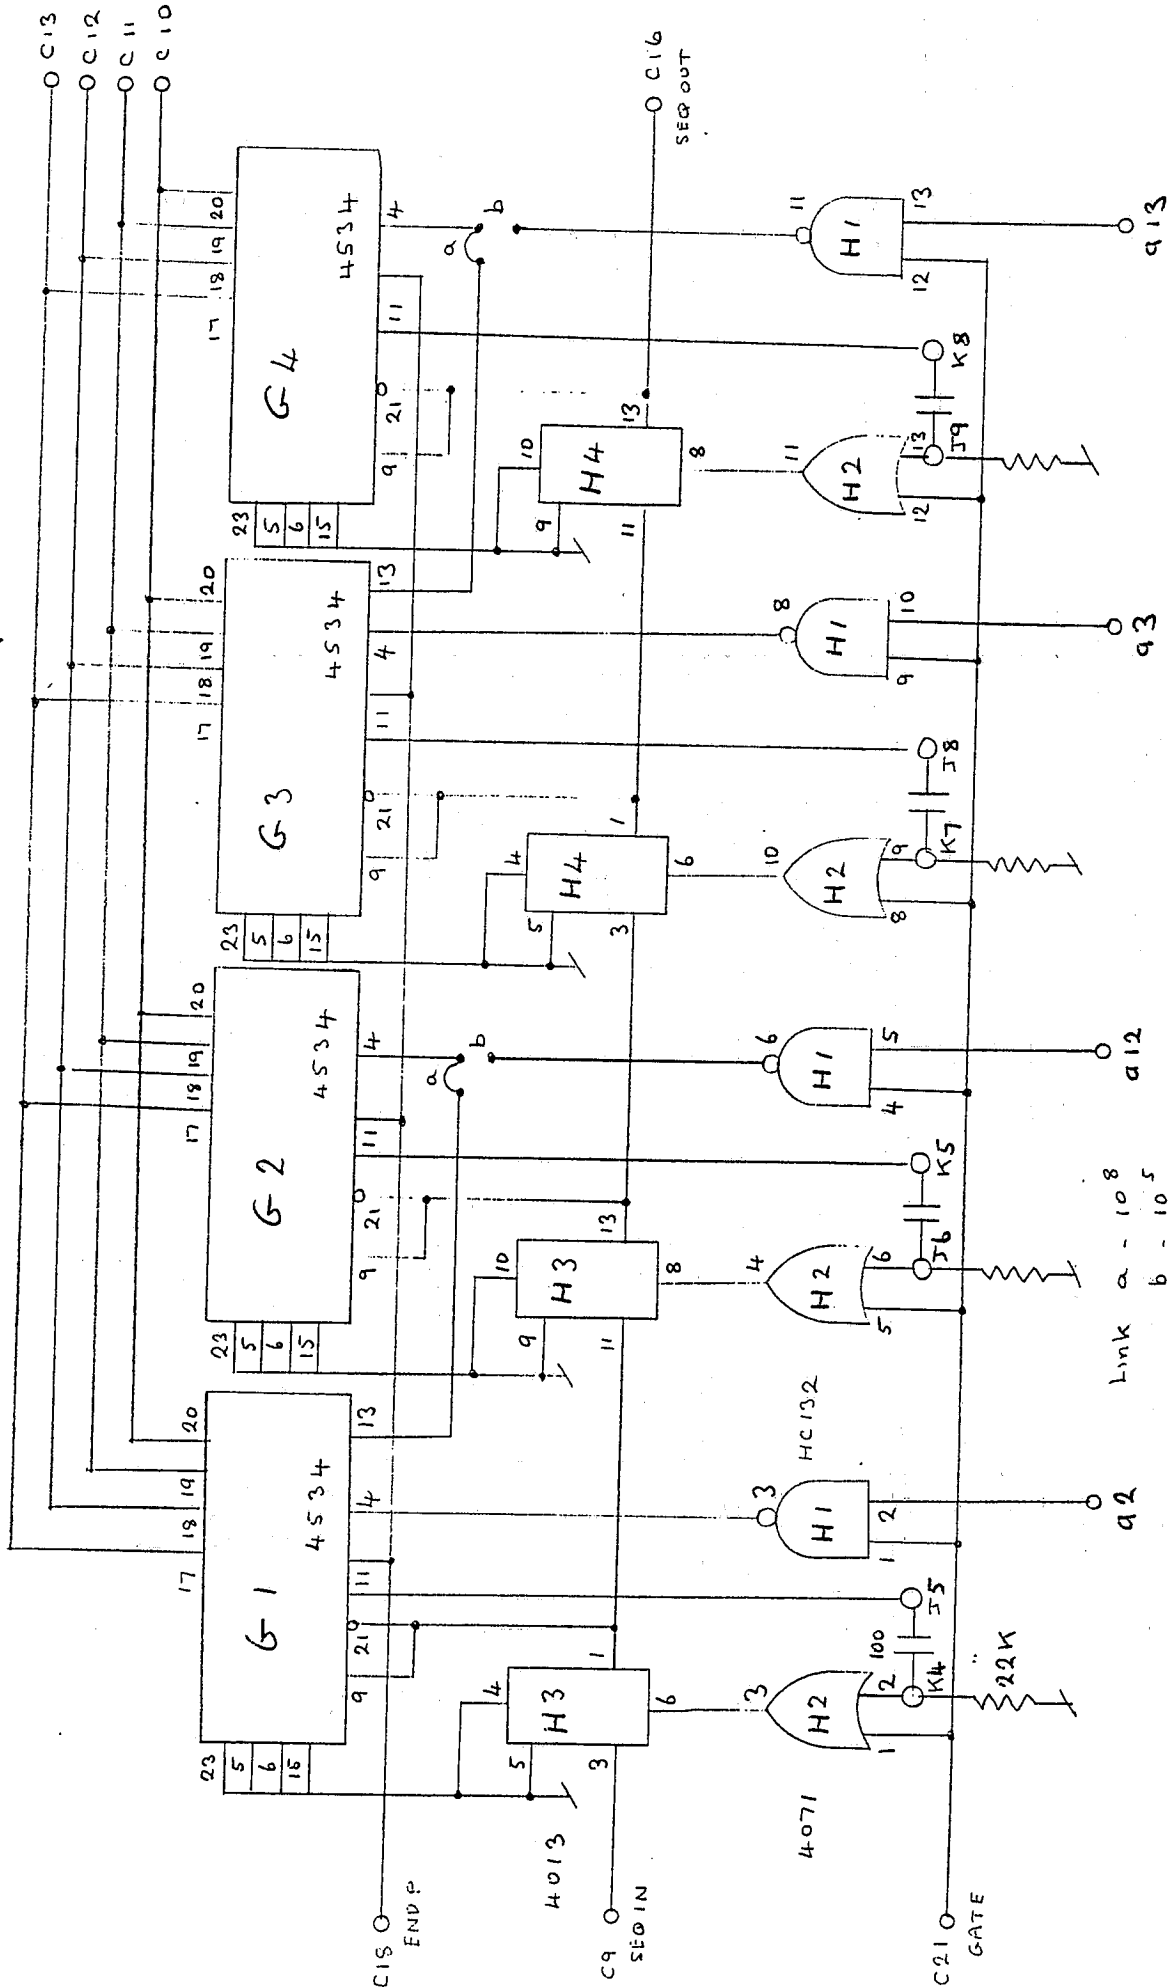 C13
C12
C11
C10
17 18 19 20
17 18 19 20
17 18 19 20
17 18 19 20
G1
4534
G2
4534
G3
4534
G4
4534
23
5
6
15
23
5
6
15
23
5
6
15
23
5
6
15
9 21 11 4 13
9 21 11 4
9 21 11 4 13
9 21 11 4
a b
a b
C18
ENDP
4013
C9
SEQ IN
4 5 H3 3 1 6
10 9 H3 11 13 8
4 5 H4 3 1 6
10 9 H4 11 13 8
C16
SEQ OUT
4071
3 H2 1 2
4 H2 5 6
10 H2 8 9
11 H2 12 13
HC132
3 H1 1 2
6 H1 4 5
8 H1 9 10
11 H1 12 13
K4 100 J5
22K
J6 K5
K7 J8
J9 K8
C21
GATE
a2
a12
a3
a13
Link a - 10⁸
b - 10⁵